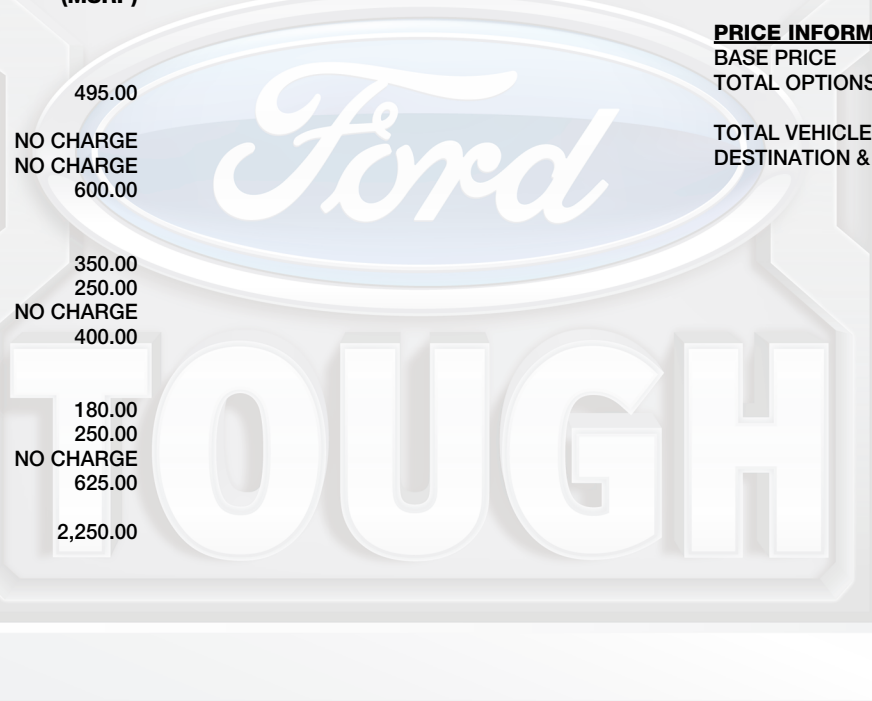 (MSRP)
495.00
NO CHARGE
NO CHARGE
600.00
350.00
250.00
NO CHARGE
400.00
180.00
250.00
NO CHARGE
625.00
2,250.00
PRICE INFORM
BASE PRICE
TOTAL OPTIONS
TOTAL VEHICLE
DESTINATION &
Ford
TOUGH